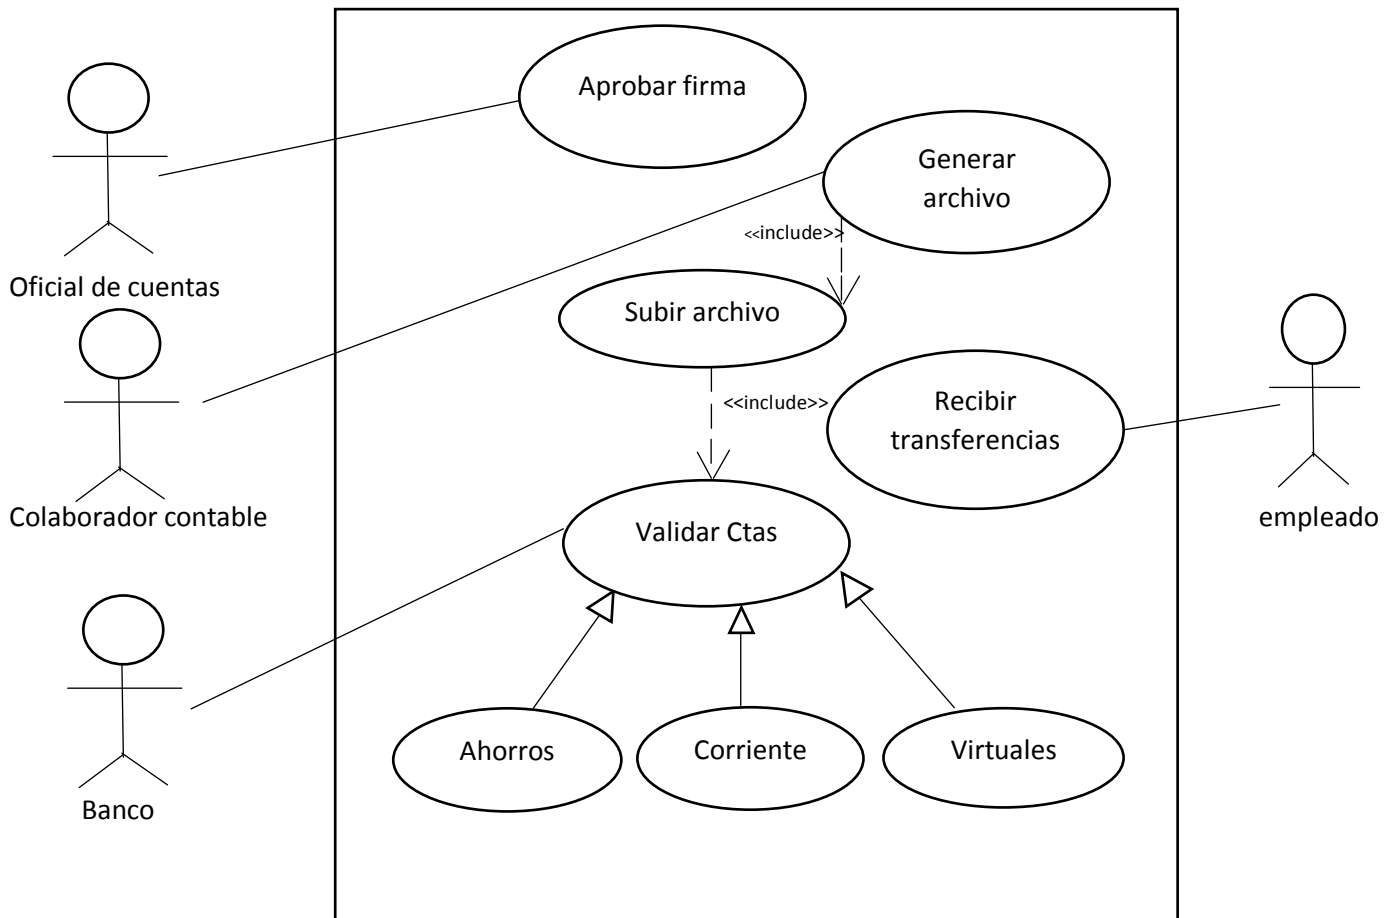 Aprobar firma
Generar
archivo
<<include>>
Oficial de cuentas
Subir archivo
Recibir
transferencias
<<include>>
Colaborador contable
empleado
Validar Ctas
Ahorros
Corriente
Virtuales
Banco